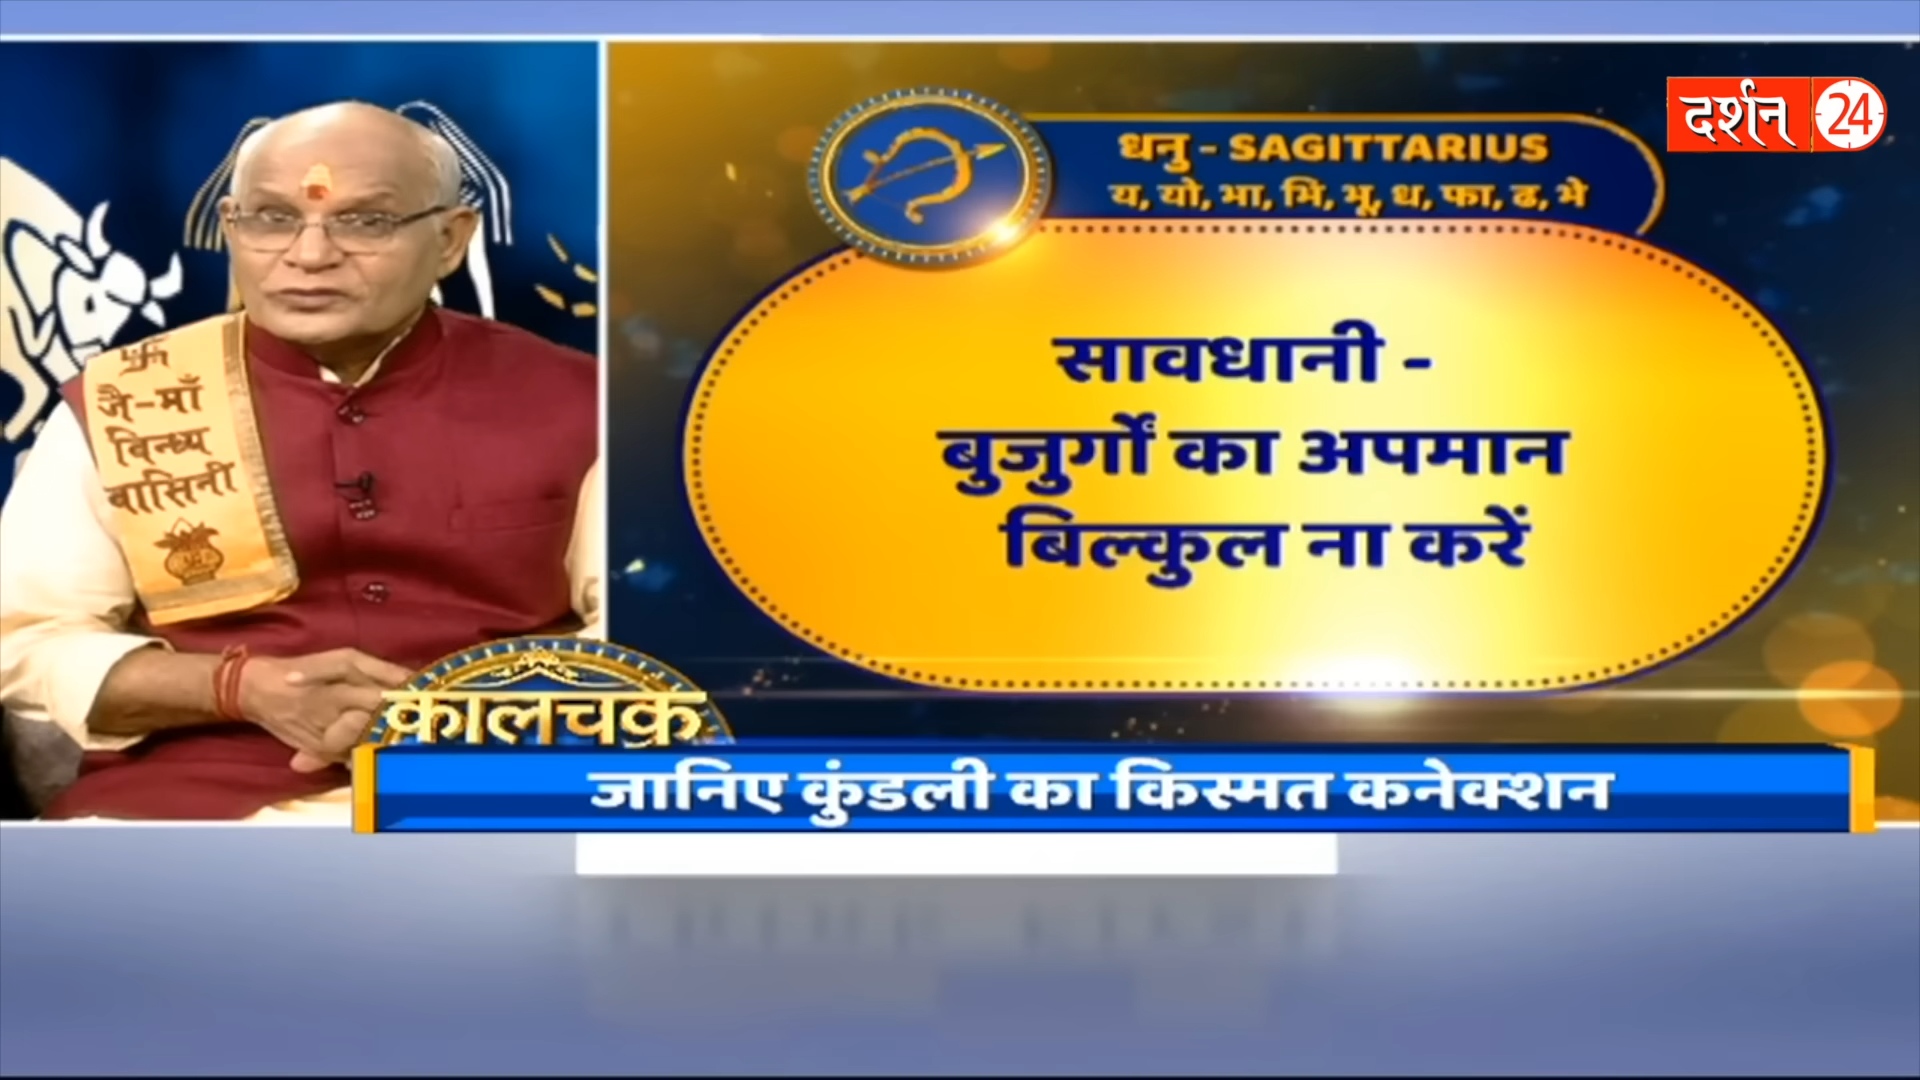 दर्शन 24
धनु - SAGITTARIUS
य, यो, भा, भि, भू, ध, फा, ढ, भे
सावधानी -
बुजुर्गों का अपमान
बिल्कुल ना करें
जै-माँ
विन्ध्य
वासिनी
कालचक्र
जानिए कुंडली का किस्मत कनेक्शन